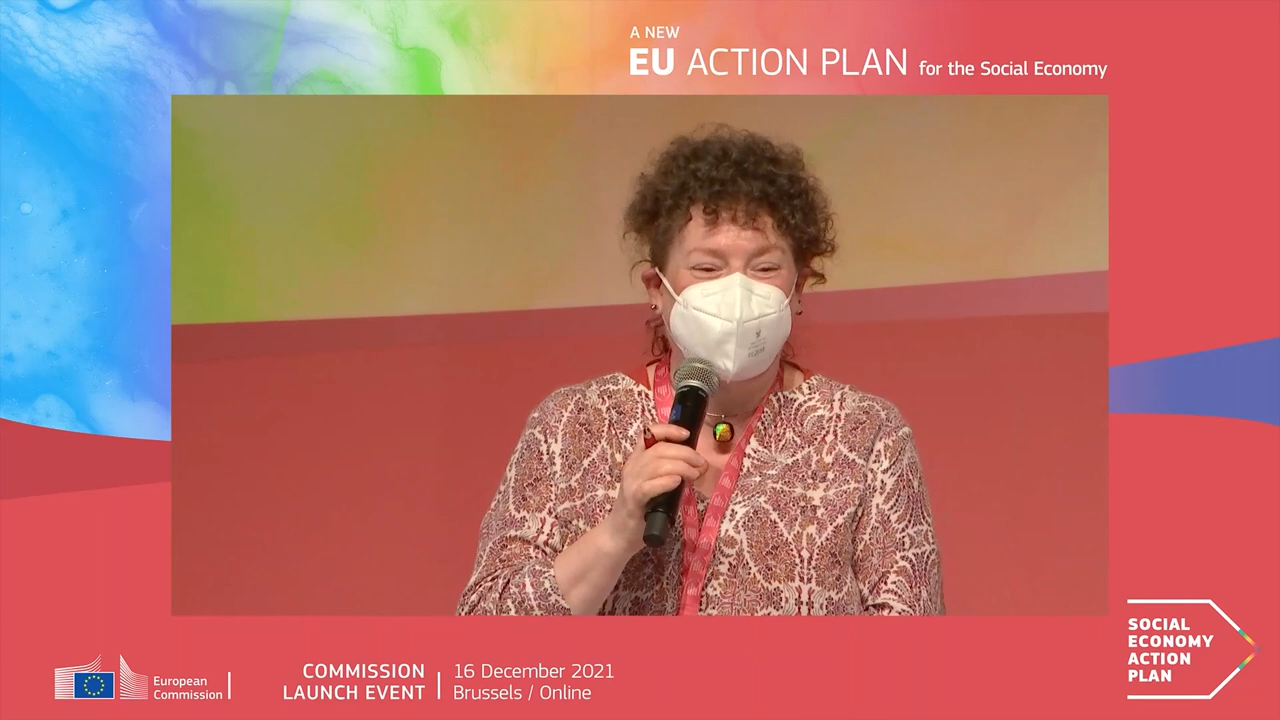 A NEW
EU ACTION PLAN for the Social Economy
SOCIAL
ECONOMY
ACTION
PLAN
European
Commission
COMMISSION
LAUNCH EVENT
16 December 2021
Brussels / Online